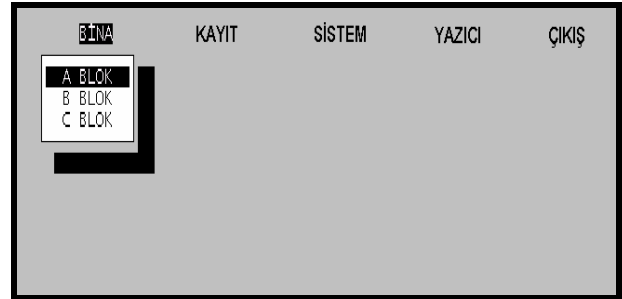 BİNA KAYIT SİSTEM YAZICI ÇIKIŞ
A BLOK
B BLOK
C BLOK